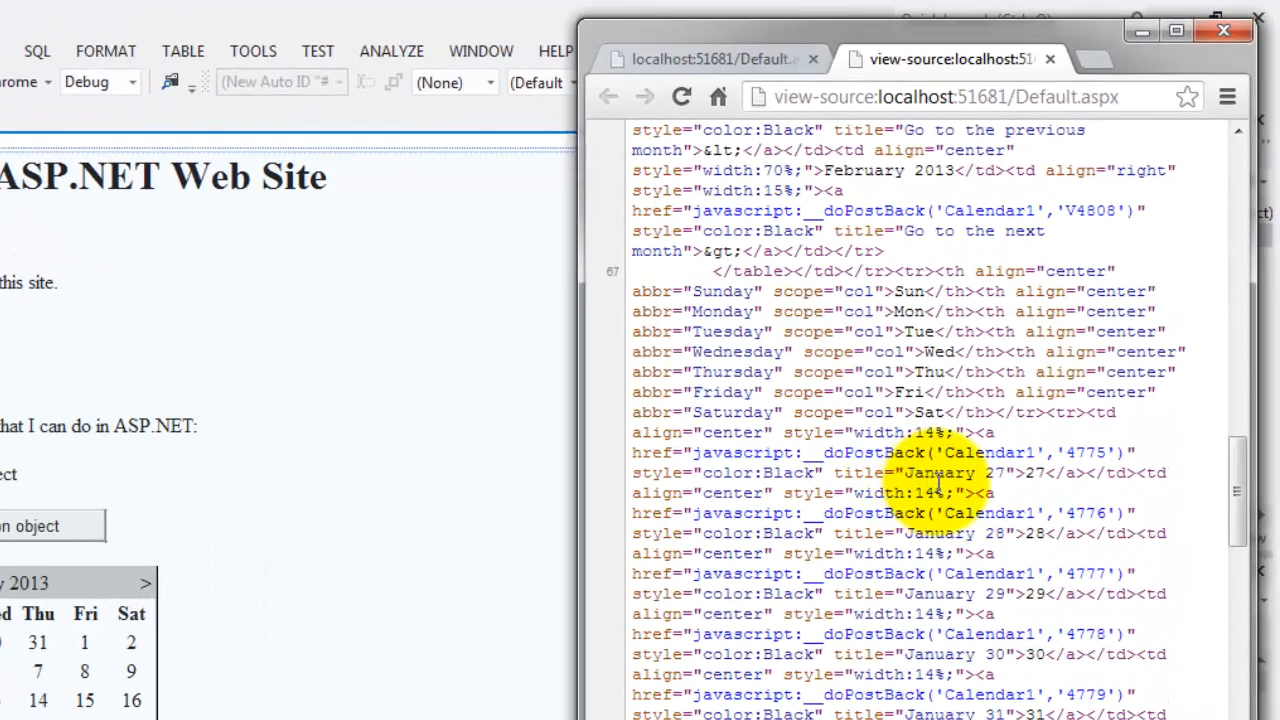 SQL FORMAT TABLE TOOLS TEST ANALYZE WINDOW HELP
rome Debug (New Auto ID "# (None) (Default
ASP.NET Web Site
this site.
that I can do in ASP.NET:
ect
n object
y 2013 >
d Thu Fri Sat
31 1 2
7 8 9
14 15 16
localhost:51681/Default.a
view-source:localhost:51
view-source:localhost:51681/Default.aspx
style="color:Black" title="Go to the previous
month">&lt;</a></td><td align="center"
style="width:70%;">February 2013</td><td align="right"
style="width:15%;"><a
href="javascript:__doPostBack('Calendar1','V4808')"
style="color:Black" title="Go to the next
month">&gt;</a></td></tr>
67 </table></td></tr><tr><th align="center"
abbr="Sunday" scope="col">Sun</th><th align="center"
abbr="Monday" scope="col">Mon</th><th align="center"
abbr="Tuesday" scope="col">Tue</th><th align="center"
abbr="Wednesday" scope="col">Wed</th><th align="center"
abbr="Thursday" scope="col">Thu</th><th align="center"
abbr="Friday" scope="col">Fri</th><th align="center"
abbr="Saturday" scope="col">Sat</th></tr><tr><td
align="center" style="width:14%;"><a
href="javascript:__doPostBack('Calendar1','4775')"
style="color:Black" title="January 27">27</a></td><td
align="center" style="width:14%;"><a
href="javascript:__doPostBack('Calendar1','4776')"
style="color:Black" title="January 28">28</a></td><td
align="center" style="width:14%;"><a
href="javascript:__doPostBack('Calendar1','4777')"
style="color:Black" title="January 29">29</a></td><td
align="center" style="width:14%;"><a
href="javascript:__doPostBack('Calendar1','4778')"
style="color:Black" title="January 30">30</a></td><td
align="center" style="width:14%;"><a
href="javascript:__doPostBack('Calendar1','4779')"
style="color:Black" title="January 31">31</a></td><td